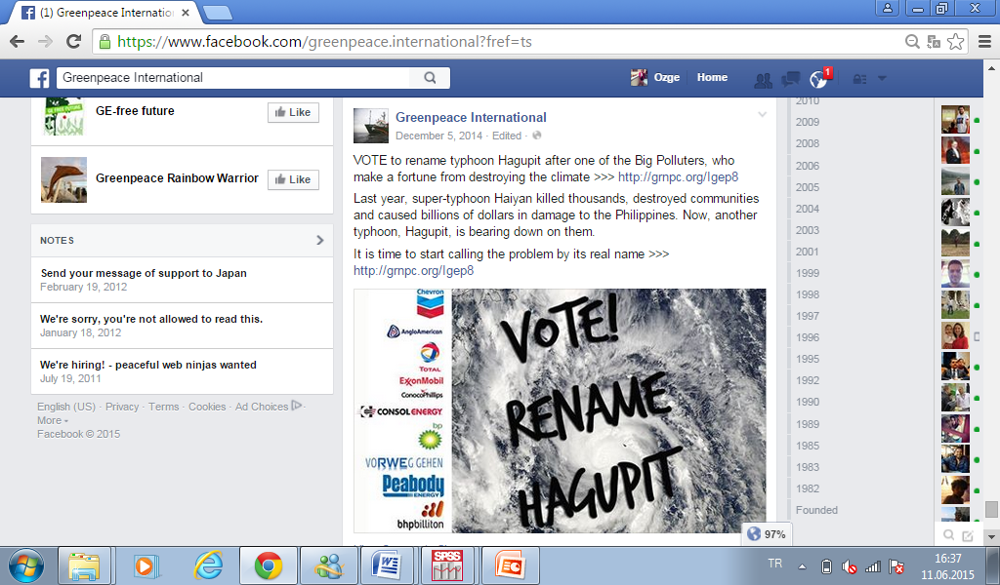 (1) Greenpeace Internation
https://www.facebook.com/greenpeace.international?fref=ts
Greenpeace International
Ozge
Home
1
GE-free future
Like
Greenpeace Rainbow Warrior
Like
NOTES
Send your message of support to Japan
February 19, 2012
We're sorry, you're not allowed to read this.
January 18, 2012
We're hiring! - peaceful web ninjas wanted
July 19, 2011
English (US) · Privacy · Terms · Cookies · Ad Choices ·
More
Facebook © 2015
Greenpeace International
December 5, 2014 · Edited ·
VOTE to rename typhoon Hagupit after one of the Big Polluters, who
make a fortune from destroying the climate >>> http://grnpc.org/Igep8
Last year, super-typhoon Haiyan killed thousands, destroyed communities
and caused billions of dollars in damage to the Philippines. Now, another
typhoon, Hagupit, is bearing down on them.
It is time to start calling the problem by its real name >>>
http://grnpc.org/Igep8
Chevron
AngloAmerican
TOTAL
ExxonMobil
ConocoPhillips
CONSOL ENERGY
bp
VORWEG GEHEN
Peabody
ENERGY
bhpbilliton
VOTE!
RENAME
HAGUPIT
2010
2009
2008
2006
2005
2004
2003
2001
1999
1998
1997
1996
1995
1992
1990
1989
1985
1983
1982
Founded
97%
SPSS
TR
16:37
11.06.2015